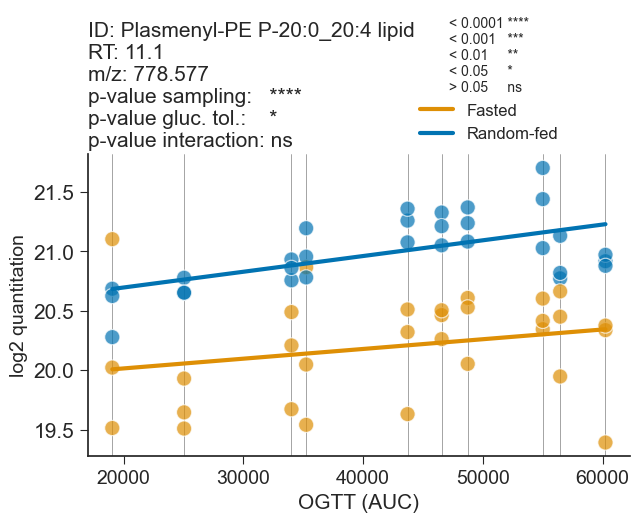 ID: Plasmenyl-PE P-20:0_20:4 lipid
RT: 11.1
m/z: 778.577
p-value sampling: ****
p-value gluc. tol.: *
p-value interaction: ns
< 0.0001 ****
< 0.001 ***
< 0.01 **
< 0.05 *
> 0.05 ns
Fasted
Random-fed
log2 quantitation
21.5
21.0
20.5
20.0
19.5
20000 30000 40000 50000 60000
OGTT (AUC)